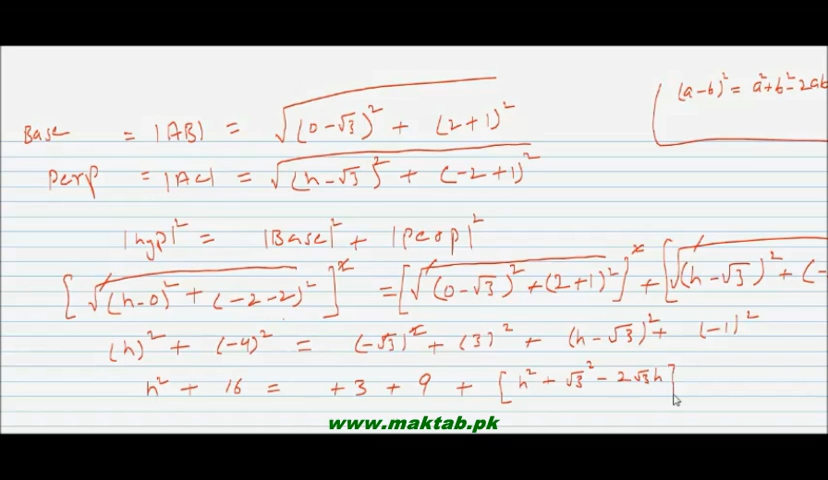 (a-b)² = a²+b²-2ab
Base = |AB| = √(0-√3)² + (2+1)²
perp = |AC| = √(h-√3)² + (-2+1)²
|hyp|² = |Base|² + |perp|²
[√(h-0)² + (-2-2)²]² = [√(0-√3)² + (2+1)²]² + [√(h-√3)² + (-
(h)² + (-4)² = (-√3)² + (3)² + (h-√3)² + (-1)²
h² + 16 = +3 + 9 + [h² + √3² - 2√3h]
www.maktab.pk